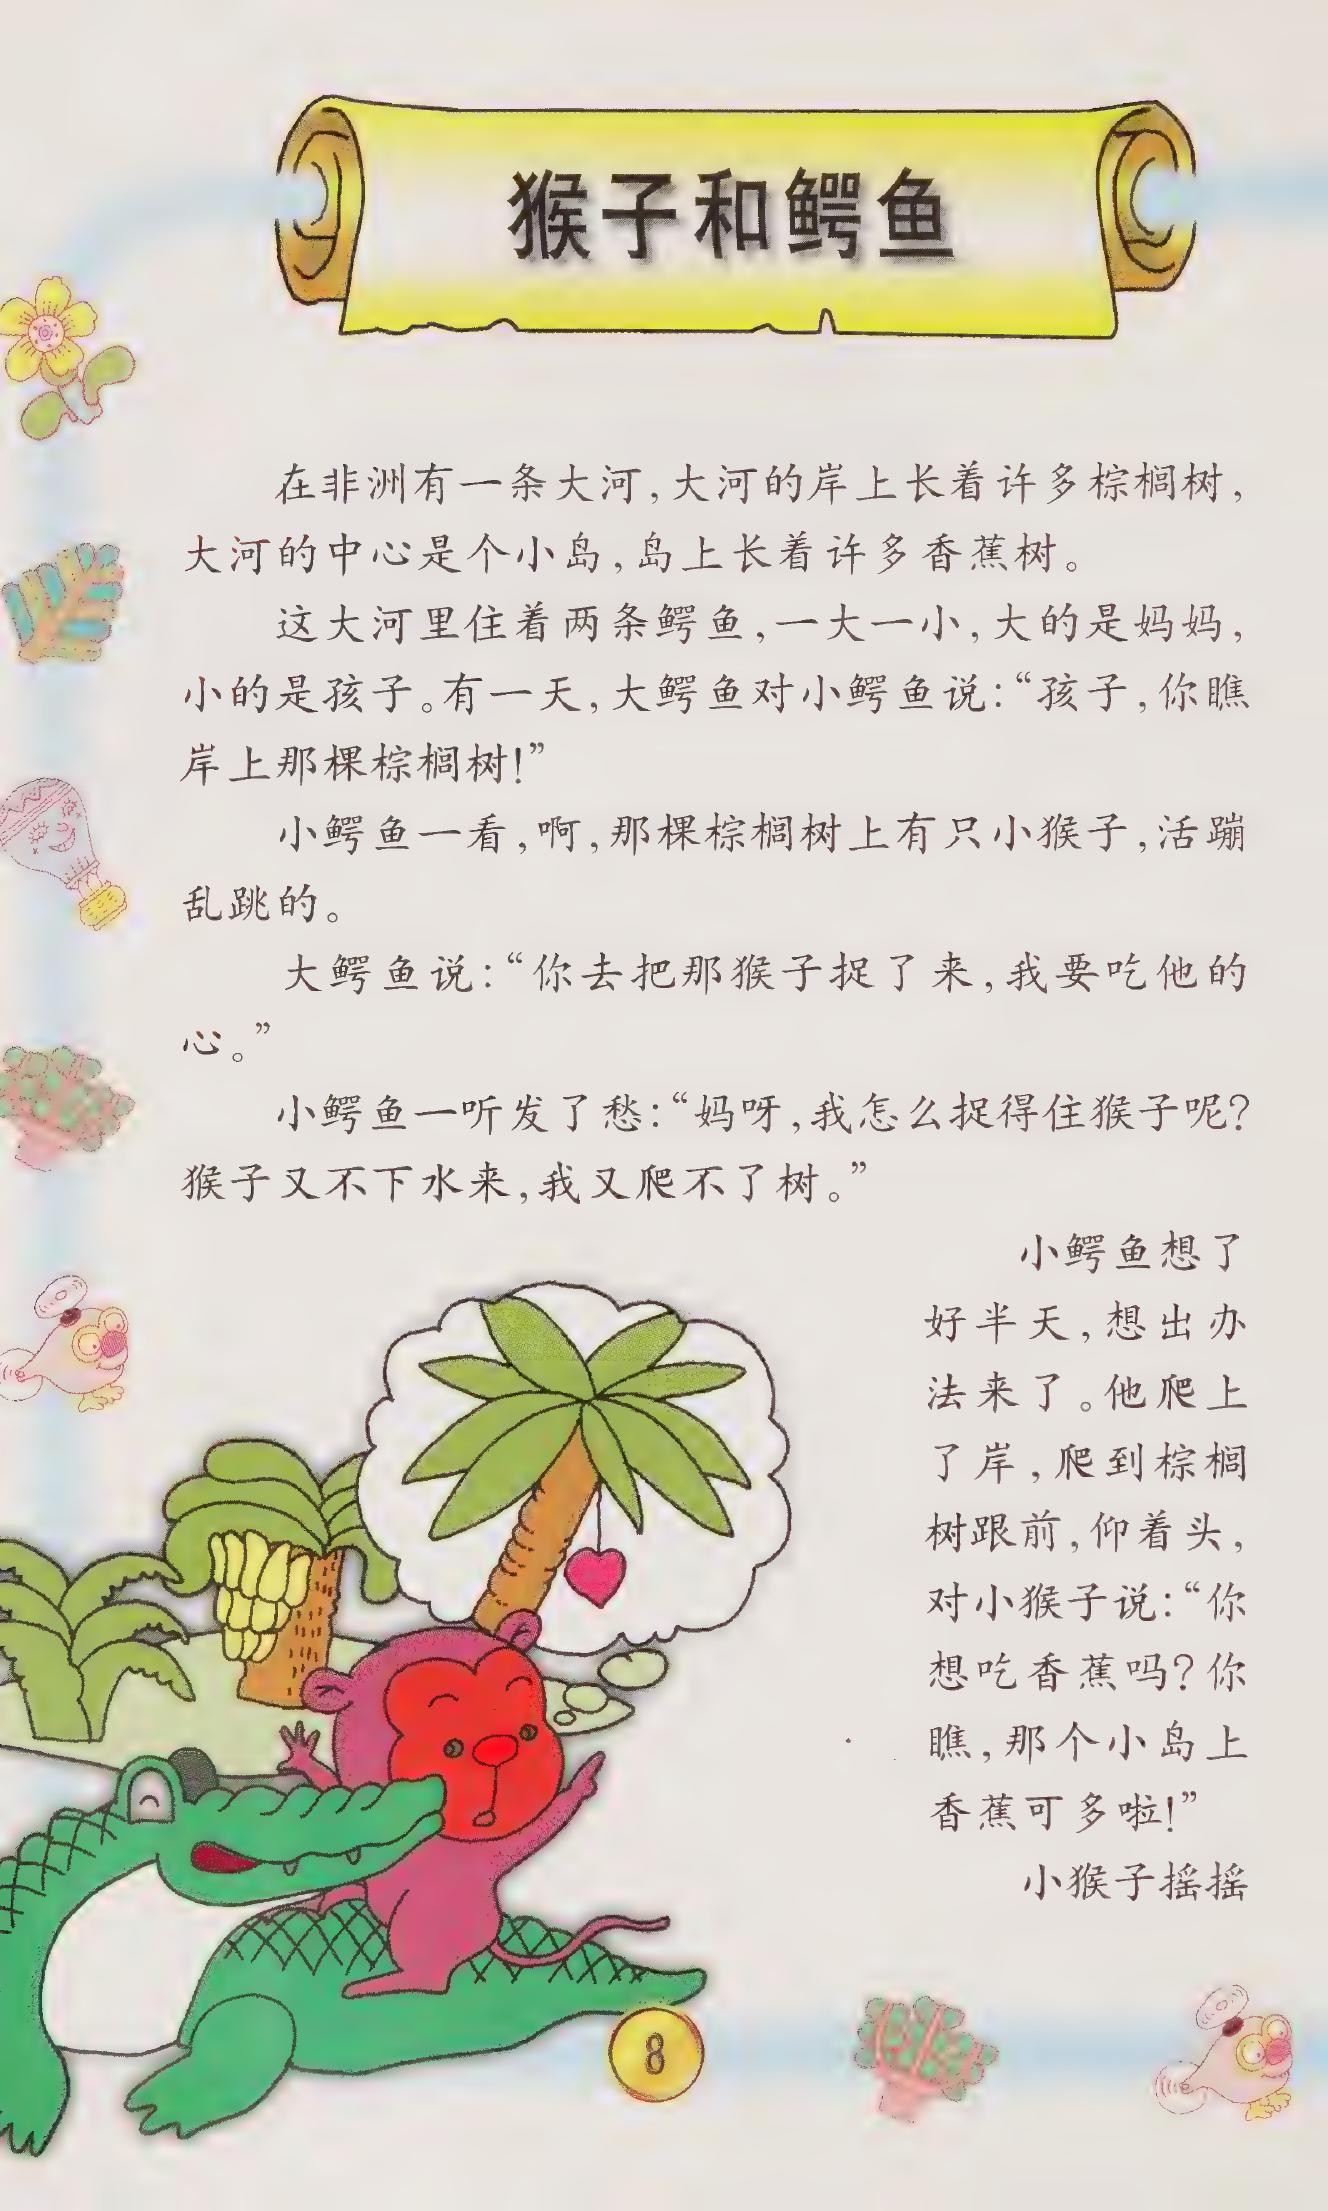 猴子和鳄鱼
在非洲有一条大河,大河的岸上长着许多棕榈树,
大河的中心是个小岛,岛上长着许多香蕉树。
这大河里住着两条鳄鱼,一大一小,大的是妈妈,
小的是孩子。有一天,大鳄鱼对小鳄鱼说:“孩子,你瞧
岸上那棵棕榈树!”
小鳄鱼一看,啊,那棵棕榈树上有只小猴子,活蹦
乱跳的。
大鳄鱼说:“你去把那猴子捉了来,我要吃他的
心。”
小鳄鱼一听发了愁:“妈呀,我怎么捉得住猴子呢?
猴子又不下水来,我又爬不了树。”
小鳄鱼想了
好半天,想出办
法来了。他爬上
了岸,爬到棕榈
树跟前,仰着头,
对小猴子说:“你
想吃香蕉吗?你
瞧,那个小岛上
香蕉可多啦!”
小猴子摇摇
8